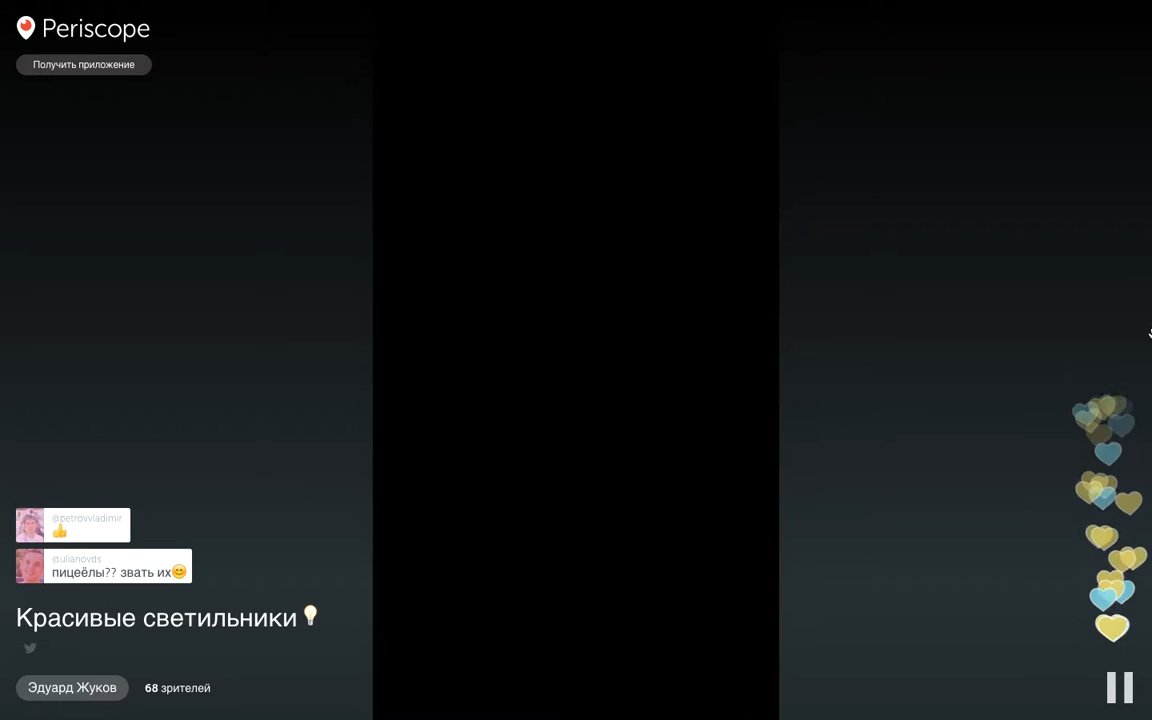 Periscope
Получить приложение
@petrovvladimir
👍
@ulianovds
пицеёлы?? звать их😊
Красивые светильники💡
Эдуард Жуков 68 зрителей